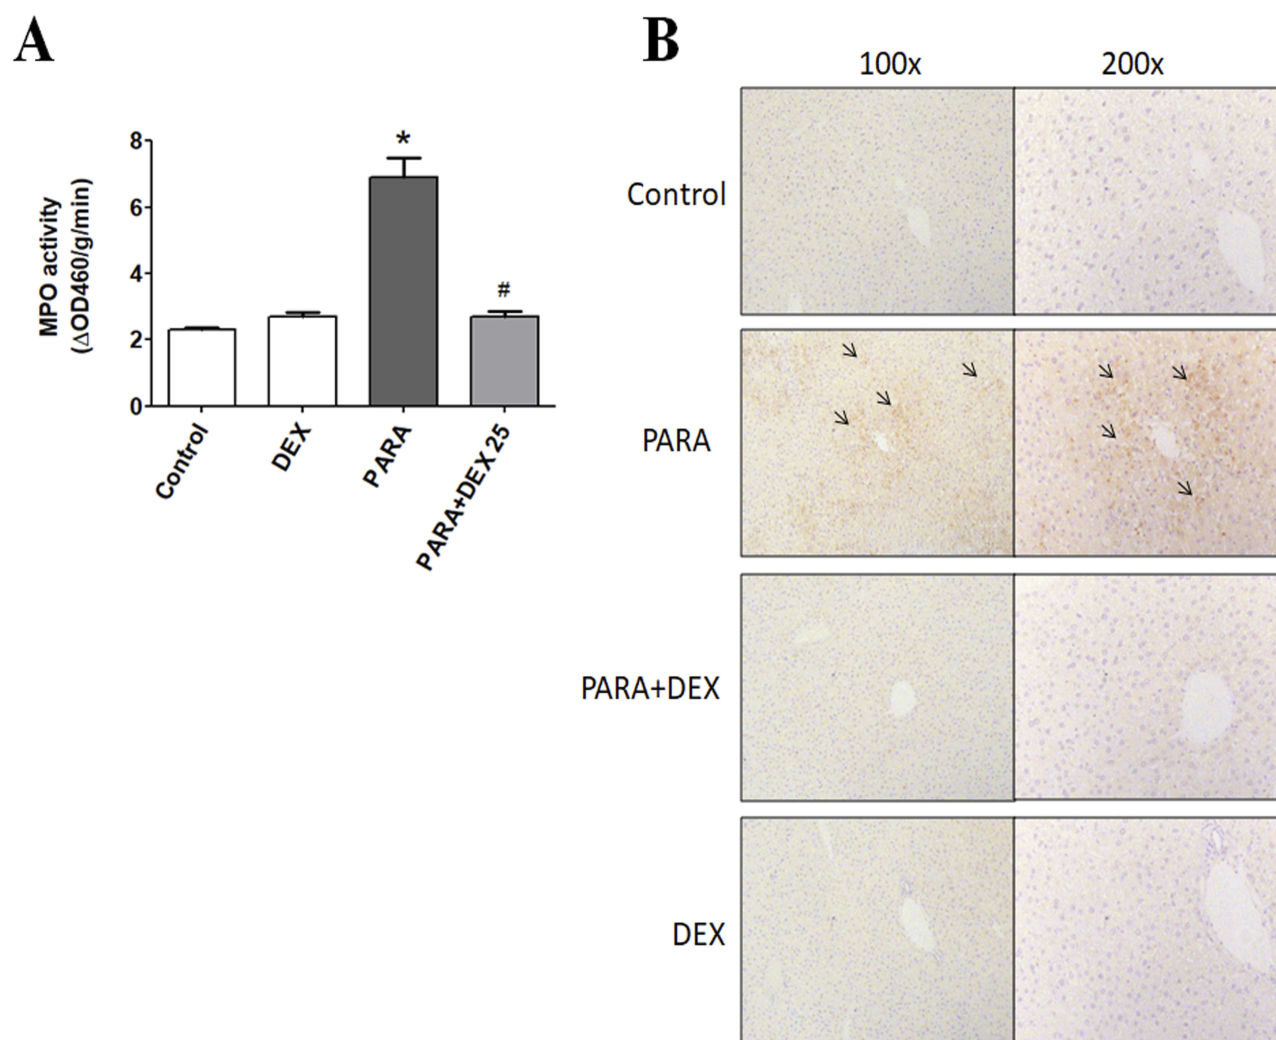 A
MPO activity
(ΔOD460/g/min)
8
6
4
2
0
*
#
Control
DEX
PARA
PARA+DEX 25
B
100x
200x
Control
PARA
PARA+DEX
DEX